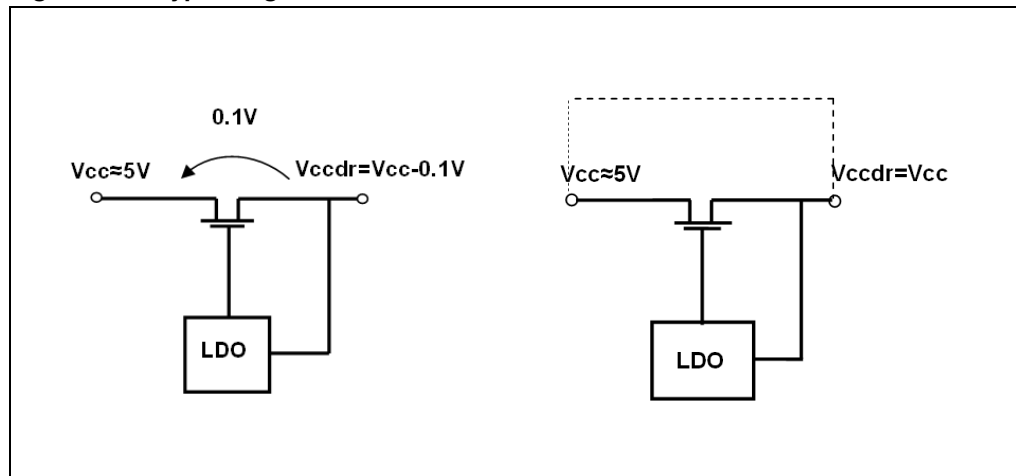 0.1V
Vcc≈5V
Vccdr=Vcc-0.1V
LDO
Vcc≈5V
Vccdr=Vcc
LDO